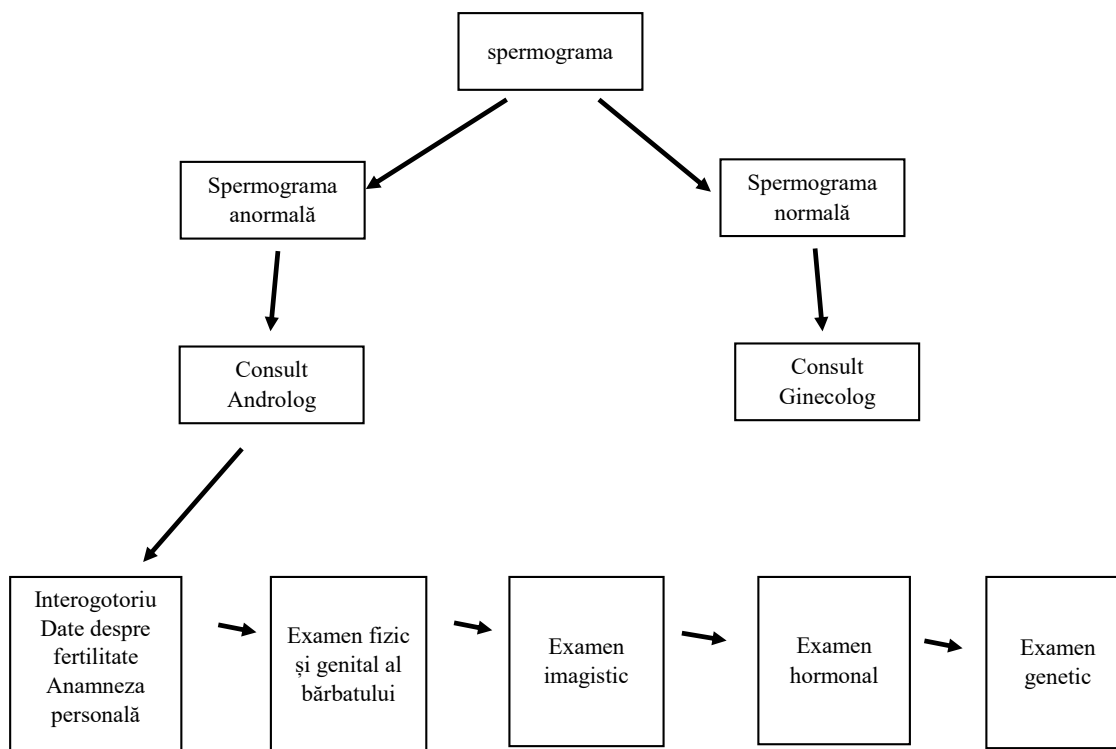 spermograma
Spermograma
anormală
Spermograma
normală
Consult
Androlog
Consult
Ginecolog
Interogotoriu
Date despre
fertilitate
Anamneza
personală
Examen fizic
și genital al
bărbatului
Examen
imagistic
Examen
hormonal
Examen
genetic